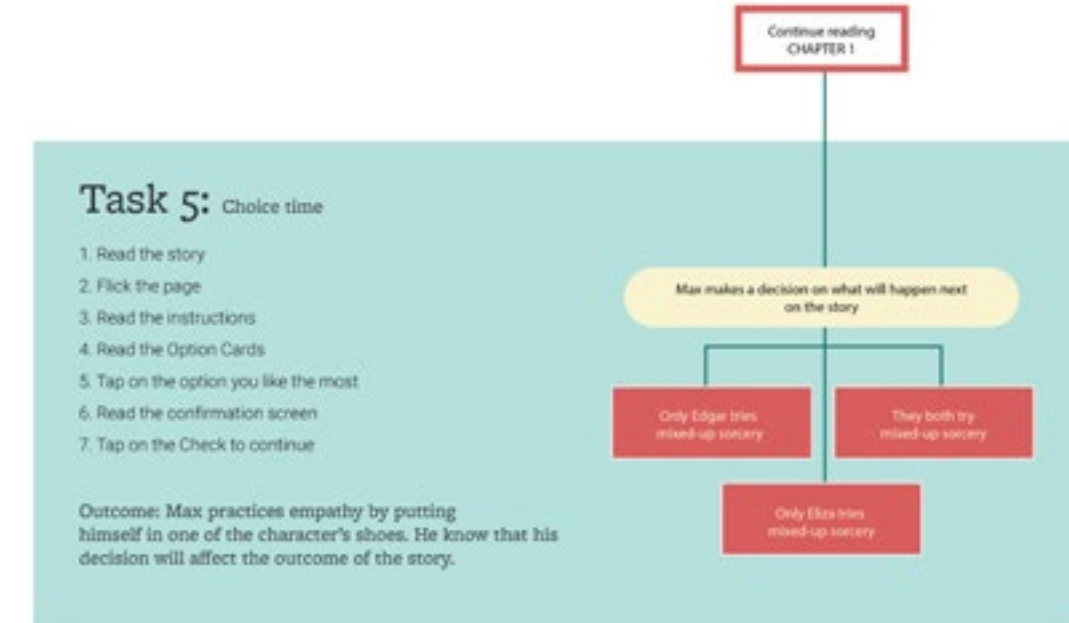 Continue reading
CHAPTER 1
Task 5: Choice time
1. Read the story
2. Flick the page
3. Read the instructions
4. Read the Option Cards
5. Tap on the option you like the most
6. Read the confirmation screen
7. Tap on the Check to continue
Outcome: Max practices empathy by putting
himself in one of the character's shoes. He know that his
decision will affect the outcome of the story.
Max makes a decision on what will happen next
on the story
Only Edgar tries
mixed-up sorcery
They both try
mixed-up sorcery
Only Eliza tries
mixed-up sorcery